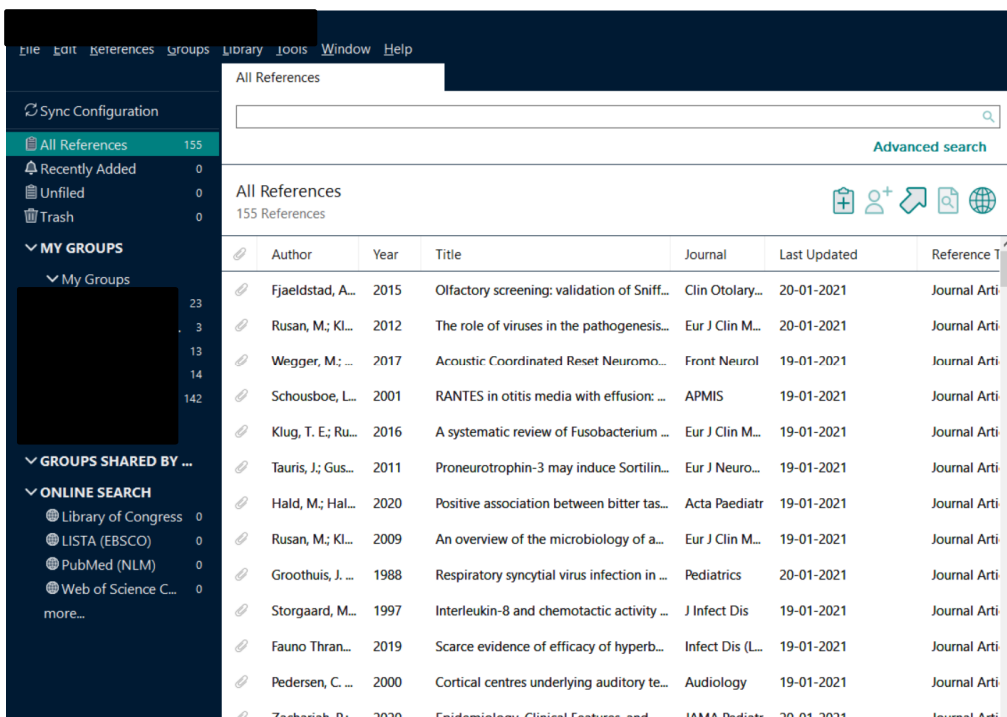 File Edit References Groups Library Tools Window Help
All References
Sync Configuration
All References 155
Recently Added 0
Unfiled 0
Trash 0
MY GROUPS
My Groups
23
. 3
13
14
142
GROUPS SHARED BY ...
ONLINE SEARCH
Library of Congress 0
LISTA (EBSCO) 0
PubMed (NLM) 0
Web of Science C... 0
more...
Advanced search
All References
155 References
Author Year Title Journal Last Updated Reference T
Fjaeldstad, A... 2015 Olfactory screening: validation of Sniff... Clin Otolary... 20-01-2021 Journal Arti
Rusan, M.; Kl... 2012 The role of viruses in the pathogenesis... Eur J Clin M... 20-01-2021 Journal Arti
Wegger, M.; ... 2017 Acoustic Coordinated Reset Neuromo... Front Neurol 19-01-2021 Journal Arti
Schousboe, L... 2001 RANTES in otitis media with effusion: ... APMIS 19-01-2021 Journal Arti
Klug, T. E.; Ru... 2016 A systematic review of Fusobacterium ... Eur J Clin M... 19-01-2021 Journal Arti
Tauris, J.; Gus... 2011 Proneurotrophin-3 may induce Sortilin... Eur J Neuro... 19-01-2021 Journal Arti
Hald, M.; Hal... 2020 Positive association between bitter tas... Acta Paediatr 19-01-2021 Journal Arti
Rusan, M.; Kl... 2009 An overview of the microbiology of a... Eur J Clin M... 19-01-2021 Journal Arti
Groothuis, J. ... 1988 Respiratory syncytial virus infection in ... Pediatrics 20-01-2021 Journal Arti
Storgaard, M... 1997 Interleukin-8 and chemotactic activity ... J Infect Dis 19-01-2021 Journal Arti
Fauno Thran... 2019 Scarce evidence of efficacy of hyperb... Infect Dis (L... 19-01-2021 Journal Arti
Pedersen, C. ... 2000 Cortical centres underlying auditory te... Audiology 19-01-2021 Journal Arti
2020 Epidemiology, Clinical Features, and JAMA Pediatr 20-01-2021 Journal Arti